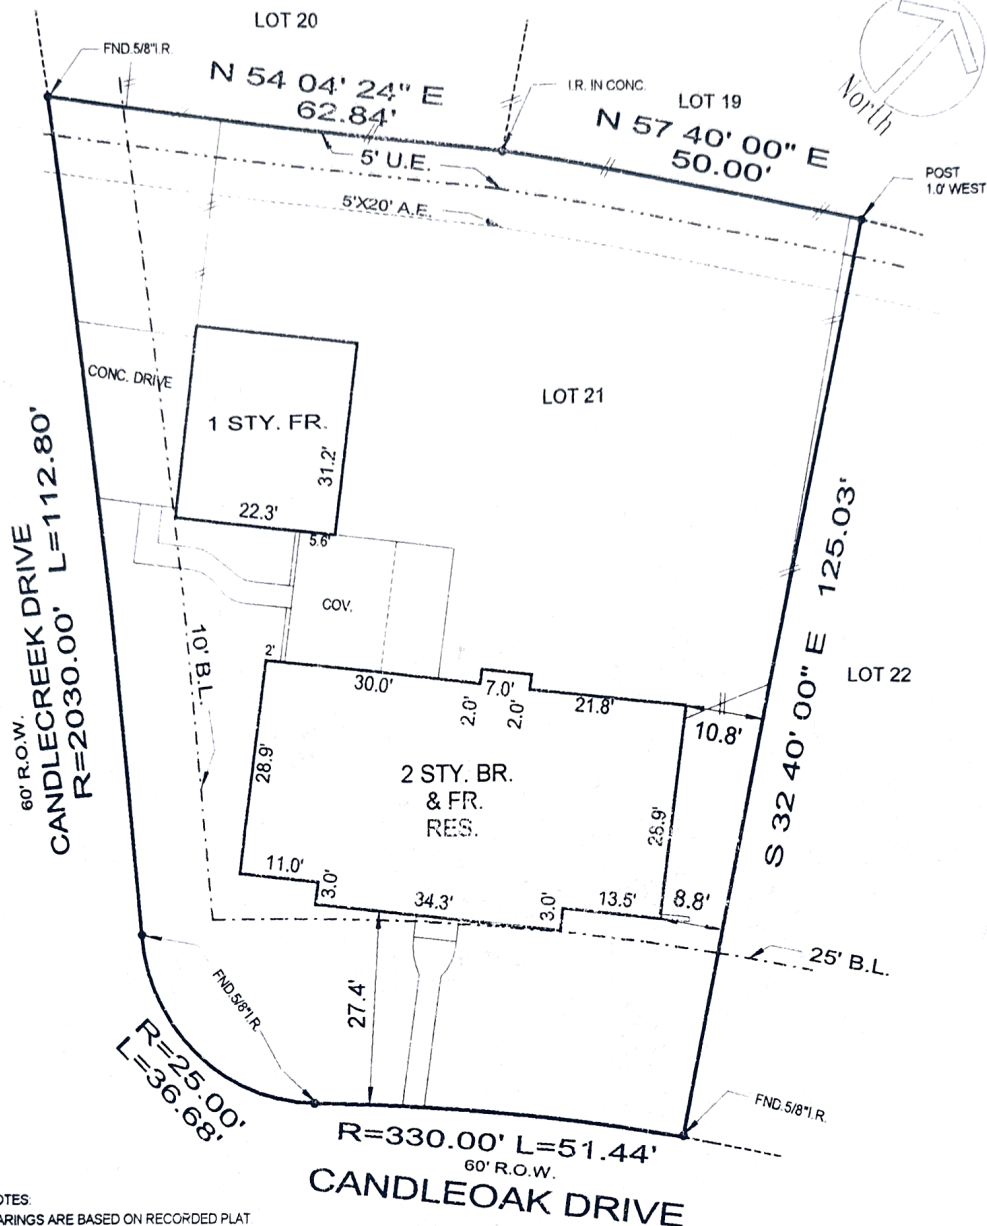 LOT 20
FND.5/8"I.R.
N 54 04' 24" E
62.84'
I.R. IN CONC.
LOT 19
N 57 40' 00" E
50.00'
North
POST
1.0' WEST
5' U.E.
5'X20' A.E.
CONC. DRIVE
1 STY. FR.
31.2'
22.3'
LOT 21
5.6'
COV.
60' R.O.W.
CANDLECREEK DRIVE
R=2030.00' L=112.80'
10' B.L.
2'
30.0'
7.0'
2.0'
2.0'
21.8'
10.8'
LOT 22
S 32 40' 00" E 125.03'
28.9'
2 STY. BR.
& FR.
RES.
11.0'
3.0'
34.3'
3.0'
13.5'
8.8'
25' B.L.
27.4'
FND.5/8"I.R.
R=25.00'
L=36.68'
FND.5/8"I.R.
R=330.00' L=51.44'
60' R.O.W.
CANDLEOAK DRIVE
OTES:
ARINGS ARE BASED ON RECORDED PLAT